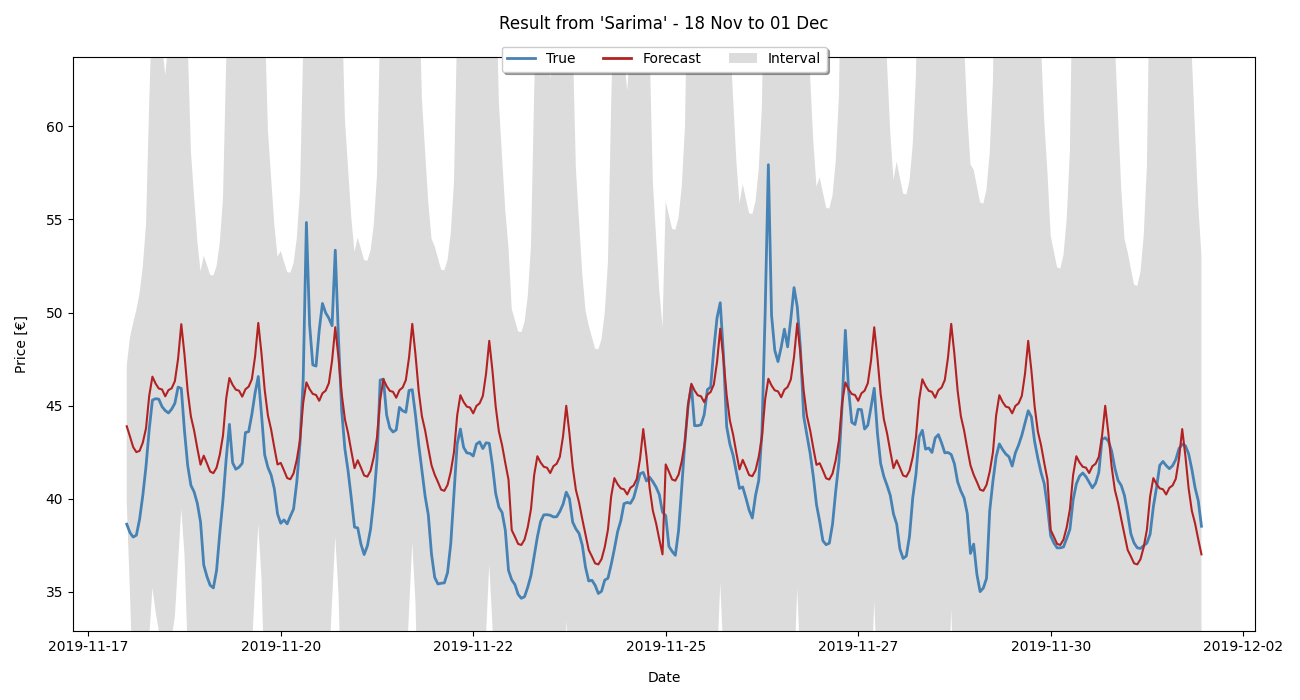 Result from 'Sarima' - 18 Nov to 01 Dec
True Forecast Interval
60
55
50
45
40
35
Price [€]
2019-11-17 2019-11-20 2019-11-22 2019-11-25 2019-11-27 2019-11-30 2019-12-02
Date